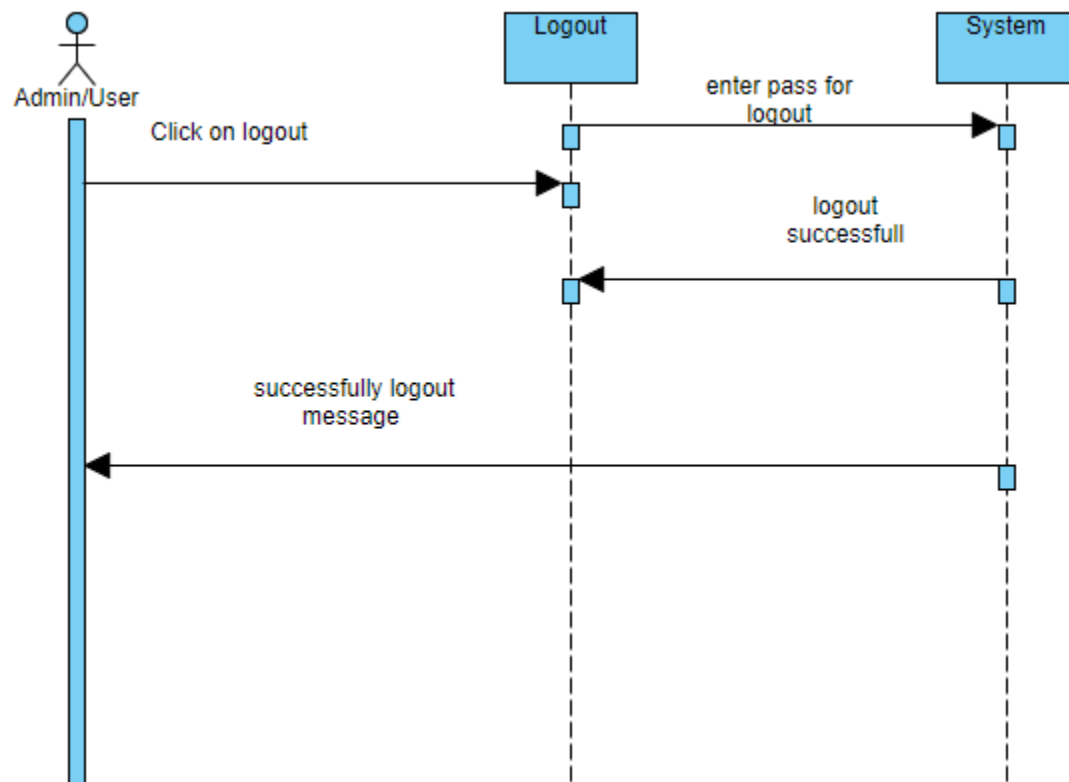 Logout
System
Admin/User
enter pass for
logout
Click on logout
logout
successfull
successfully logout
message